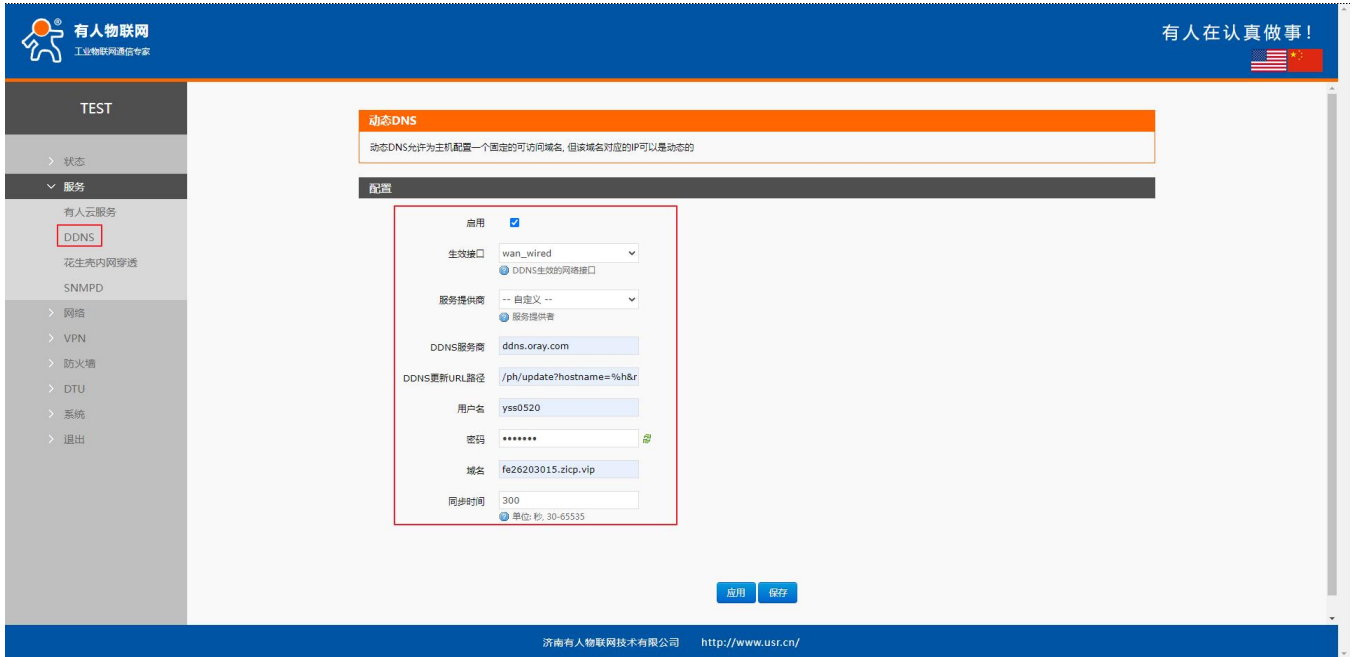 有人物联网
工业物联网通信专家
有人在认真做事!
TEST
状态
服务
有人云服务
DDNS
花生壳内网穿透
SNMPD
网络
VPN
防火墙
DTU
系统
退出
动态DNS
动态DNS允许为主机配置一个固定的可访问域名, 但该域名对应的IP可以是动态的
配置
启用
生效接口 wan_wired
DDNS生效的网络接口
服务提供商 -- 自定义 --
服务提供者
DDNS服务商 ddns.oray.com
DDNS更新URL路径 /ph/update?hostname=%h&r
用户名 yss0520
密码 •••••••
域名 fe26203015.zicp.vip
同步时间 300
单位: 秒, 30-65535
应用 保存
济南有人物联网技术有限公司 http://www.usr.cn/